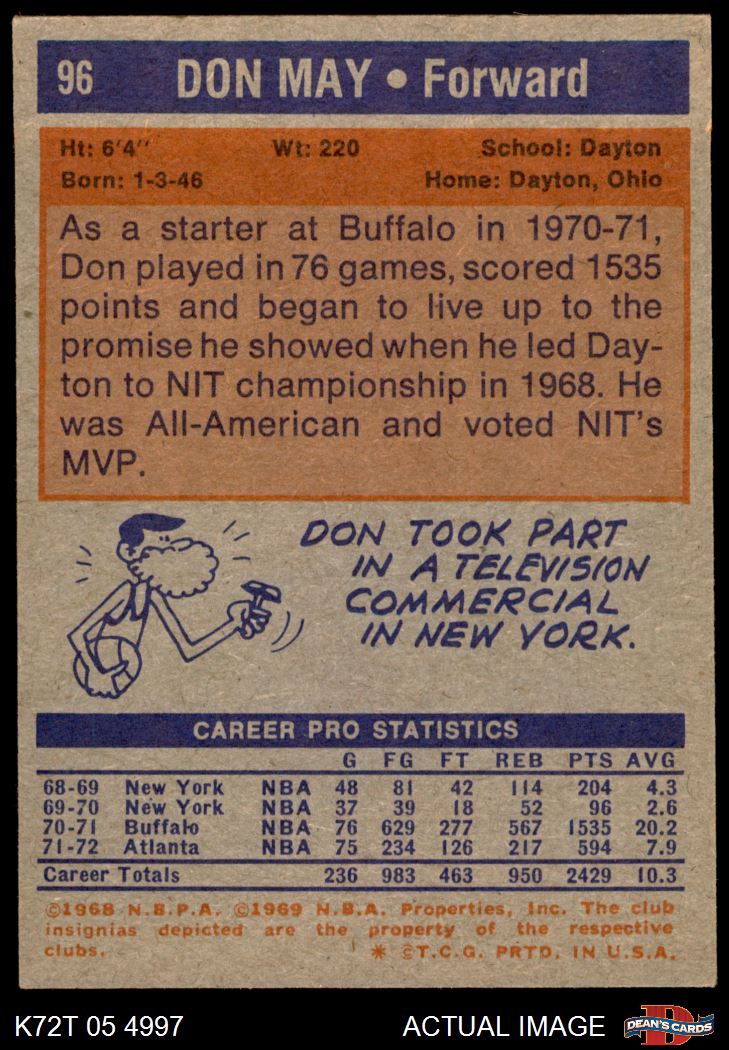 96 DON MAY • Forward
Ht: 6'4" Wt: 220 School: Dayton
Born: 1-3-46 Home: Dayton, Ohio
As a starter at Buffalo in 1970-71,
Don played in 76 games, scored 1535
points and began to live up to the
promise he showed when he led Day-
ton to NIT championship in 1968. He
was All-American and voted NIT's
MVP.
DON TOOK PART
IN A TELEVISION
COMMERCIAL
IN NEW YORK.
CAREER PRO STATISTICS
G FG FT REB PTS AVG
68-69 New York NBA 48 81 42 114 204 4.3
69-70 New York NBA 37 39 18 52 96 2.6
70-71 Buffalo NBA 76 629 277 567 1535 20.2
71-72 Atlanta NBA 75 234 126 217 594 7.9
Career Totals 236 983 463 950 2429 10.3
©1968 N.B.P.A. ©1969 N.B.A. Properties, Inc. The club
insignias depicted are the property of the respective
clubs. * ©T.C.G. PRTD. IN U.S.A.
K72T 05 4997 ACTUAL IMAGE D DEAN'S CARDS